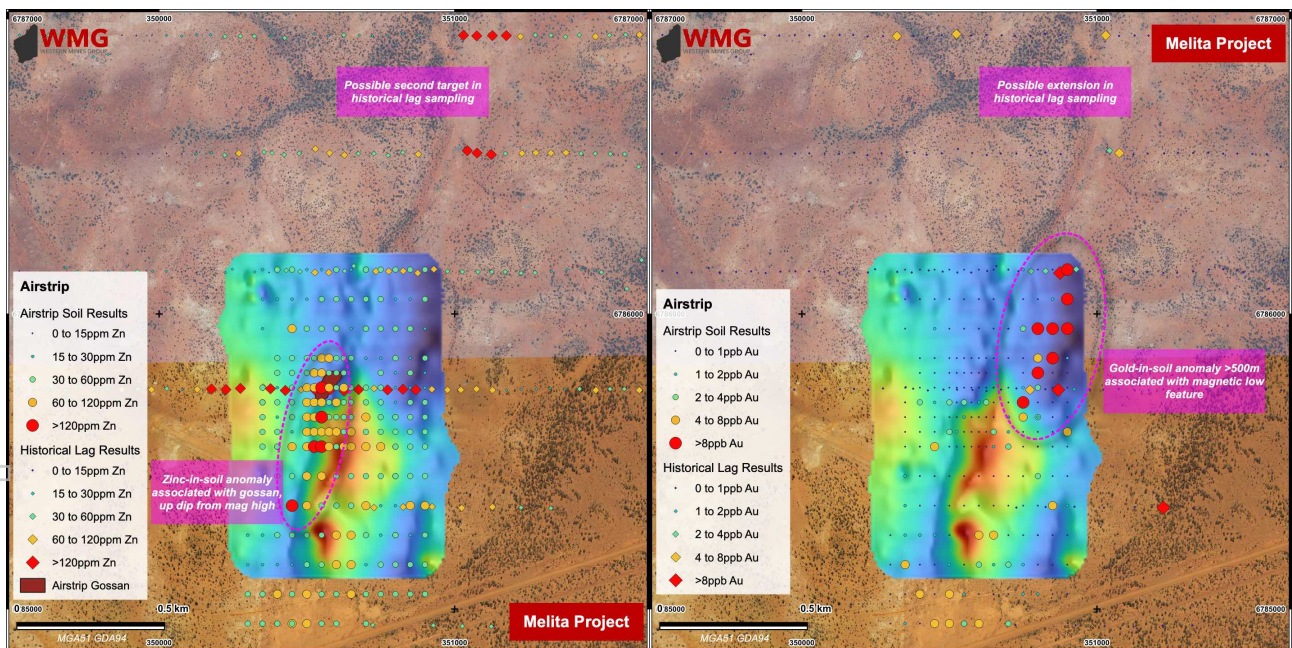 6787000
350000
351000
6787000
WMG
WESTERN MINES GROUP
Possible second target in
historical lag sampling
6786000
Airstrip
Airstrip Soil Results
0 to 15ppm Zn
15 to 30ppm Zn
30 to 60ppm Zn
60 to 120ppm Zn
>120ppm Zn
Historical Lag Results
0 to 15ppm Zn
15 to 30ppm Zn
30 to 60ppm Zn
60 to 120ppm Zn
>120ppm Zn
Airstrip Gossan
Zinc-in-soil anomaly
associated with gossan,
up dip from mag high
0
85000
0.5 km
MGA51 GDA94
350000
351000
Melita Project
350000
351000
6787000
WMG
WESTERN MINES GROUP
Melita Project
Possible extension in
historical lag sampling
6786000
Airstrip
Airstrip Soil Results
0 to 1ppb Au
1 to 2ppb Au
2 to 4ppb Au
4 to 8ppb Au
>8ppb Au
Historical Lag Results
0 to 1ppb Au
1 to 2ppb Au
2 to 4ppb Au
4 to 8ppb Au
>8ppb Au
Gold-in-soil anomaly >500m
associated with magnetic low
feature
0
85000
0.5 km
6785000
MGA51 GDA94
350000
351000